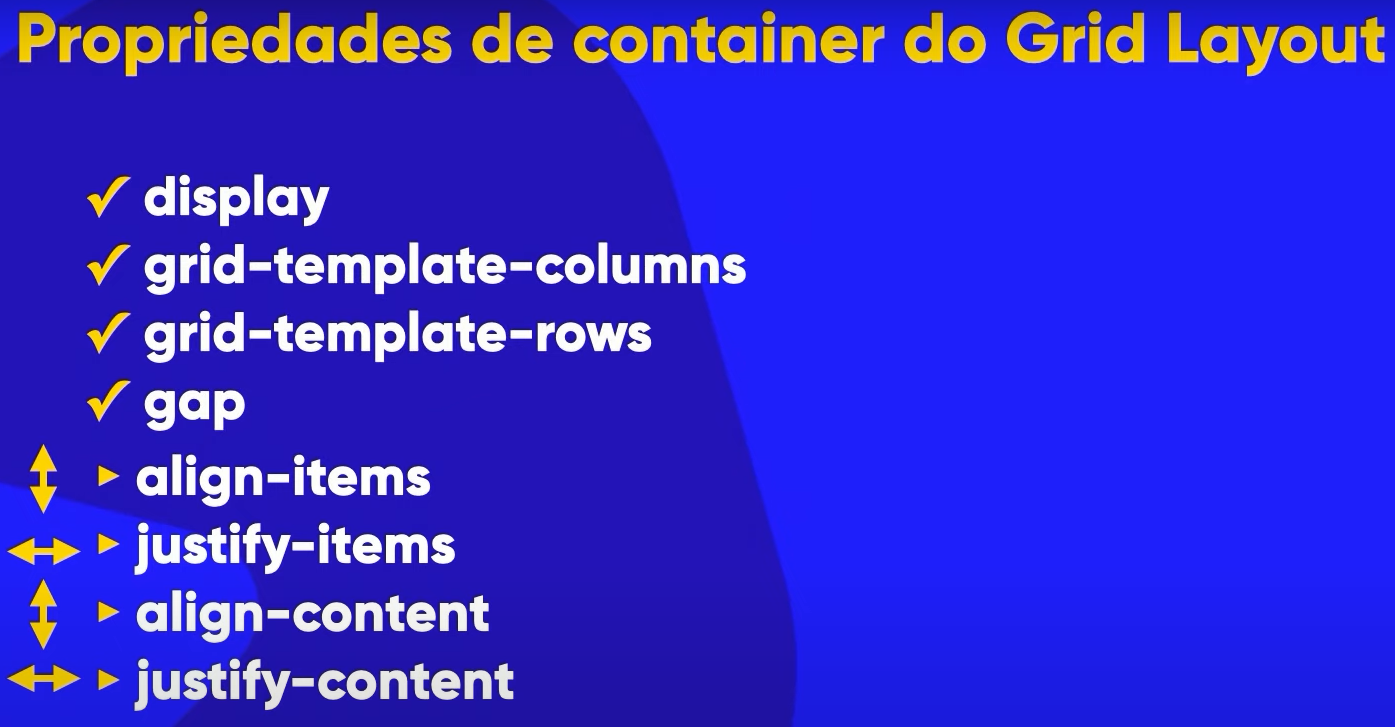 Propriedades de container do Grid Layout
✓ display
✓ grid-template-columns
✓ grid-template-rows
✓ gap
▸ align-items
▸ justify-items
▸ align-content
▸ justify-content